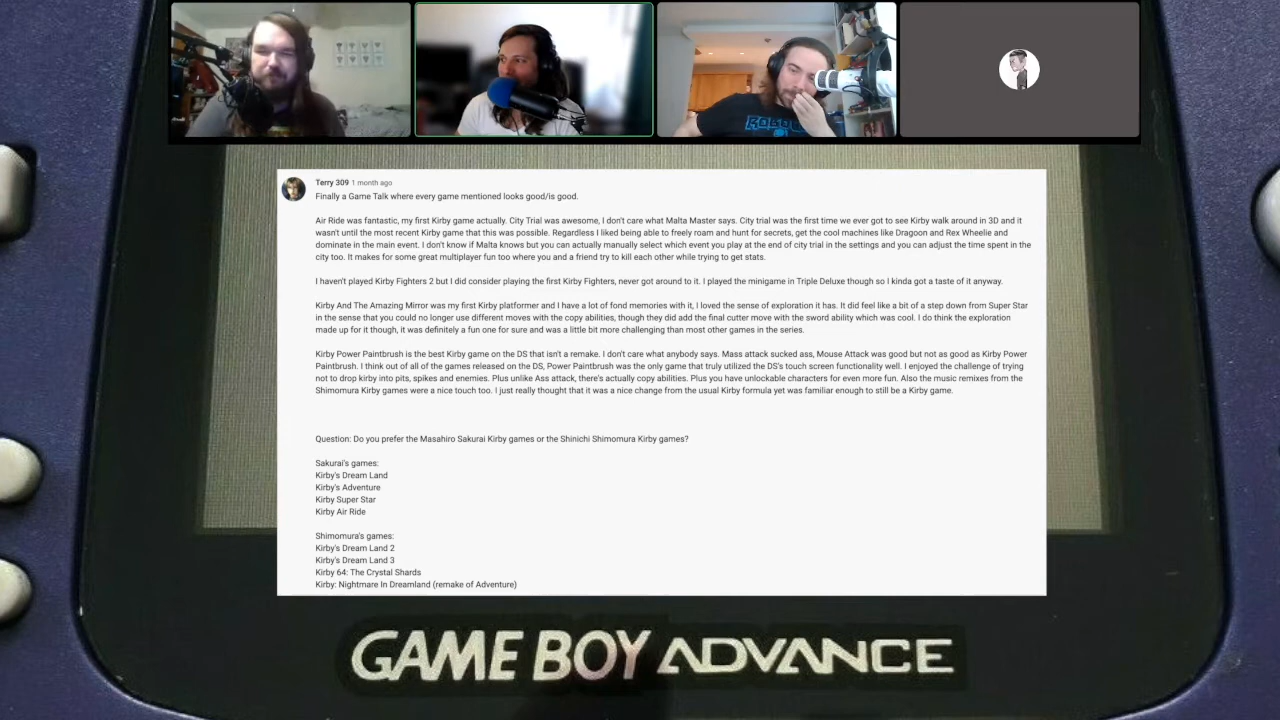 ROBO
Terry 309 1 month ago
Finally a Game Talk where every game mentioned looks good/is good.
Air Ride was fantastic, my first Kirby game actually. City Trial was awesome, I don't care what Malta Master says. City trial was the first time we ever got to see Kirby walk around in 3D and it
wasn't until the most recent Kirby game that this was possible. Regardless I liked being able to freely roam and hunt for secrets, get the cool machines like Dragoon and Rex Wheelie and
dominate in the main event. I don't know if Malta knows but you can actually manually select which event you play at the end of city trial in the settings and you can adjust the time spent in the
city too. It makes for some great multiplayer fun too where you and a friend try to kill each other while trying to get stats.
I haven't played Kirby Fighters 2 but I did consider playing the first Kirby Fighters, never got around to it. I played the minigame in Triple Deluxe though so I kinda got a taste of it anyway.
Kirby And The Amazing Mirror was my first Kirby platformer and I have a lot of fond memories with it, I loved the sense of exploration it has. It did feel like a bit of a step down from Super Star
in the sense that you could no longer use different moves with the copy abilities, though they did add the final cutter move with the sword ability which was cool. I do think the exploration
made up for it though, it was definitely a fun one for sure and was a little bit more challenging than most other games in the series.
Kirby Power Paintbrush is the best Kirby game on the DS that isn't a remake. I don't care what anybody says. Mass attack sucked ass, Mouse Attack was good but not as good as Kirby Power
Paintbrush. I think out of all of the games released on the DS, Power Paintbrush was the only game that truly utilized the DS's touch screen functionality well. I enjoyed the challenge of trying
not to drop kirby into pits, spikes and enemies. Plus unlike Ass attack, there's actually copy abilities. Plus you have unlockable characters for even more fun. Also the music remixes from the
Shimomura Kirby games were a nice touch too. I just really thought that it was a nice change from the usual Kirby formula yet was familiar enough to still be a Kirby game.
Question: Do you prefer the Masahiro Sakurai Kirby games or the Shinichi Shimomura Kirby games?
Sakurai's games:
Kirby's Dream Land
Kirby's Adventure
Kirby Super Star
Kirby Air Ride
Shimomura's games:
Kirby's Dream Land 2
Kirby's Dream Land 3
Kirby 64: The Crystal Shards
Kirby: Nightmare In Dreamland (remake of Adventure)
GAME BOY ADVANCE